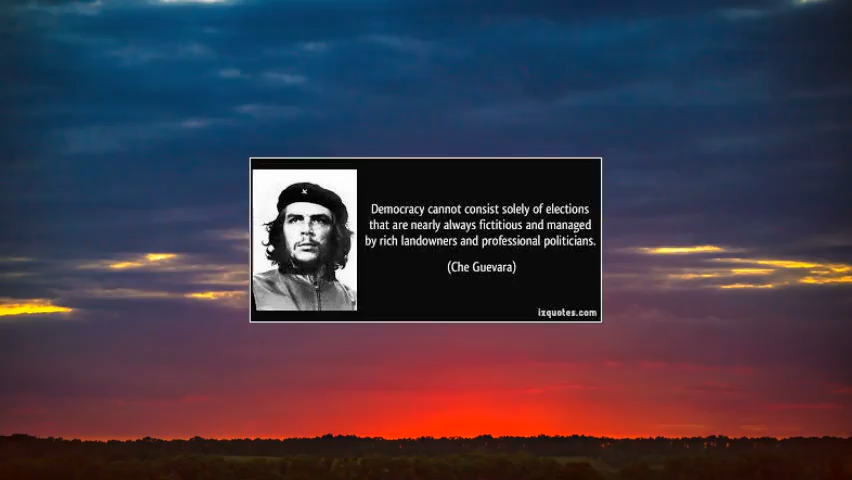 Democracy cannot consist solely of elections
that are nearly always fictitious and managed
by rich landowners and professional politicians.
(Che Guevara)
izquotes.com